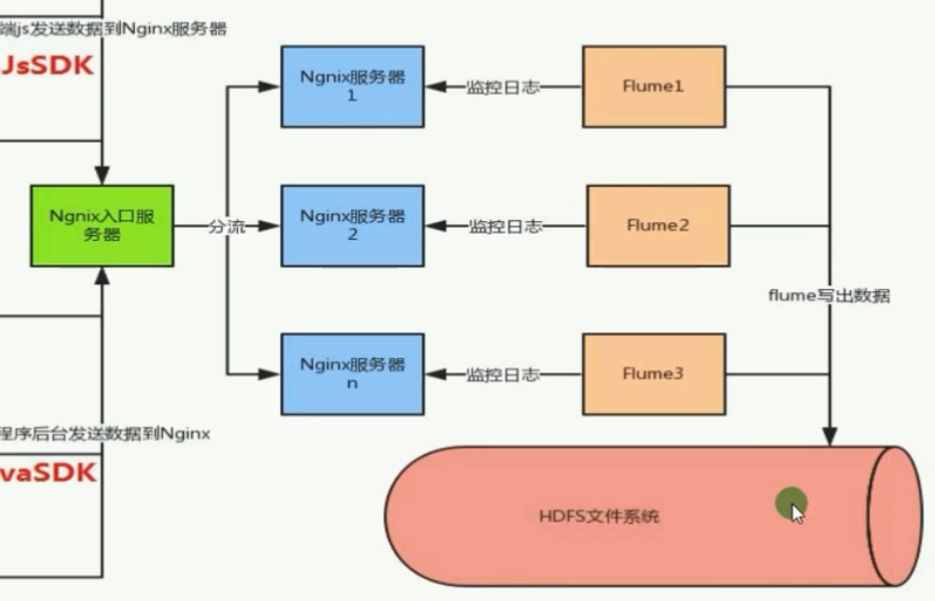 端js发送数据到Nginx服务器
JsSDK
Ngnix服务器
1
监控日志
Flume1
Ngnix入口服
务器
分流
Nginx服务器
2
监控日志
Flume2
flume写出数据
Nginx服务器
n
监控日志
Flume3
程序后台发送数据到Nginx
vaSDK
HDFS文件系统